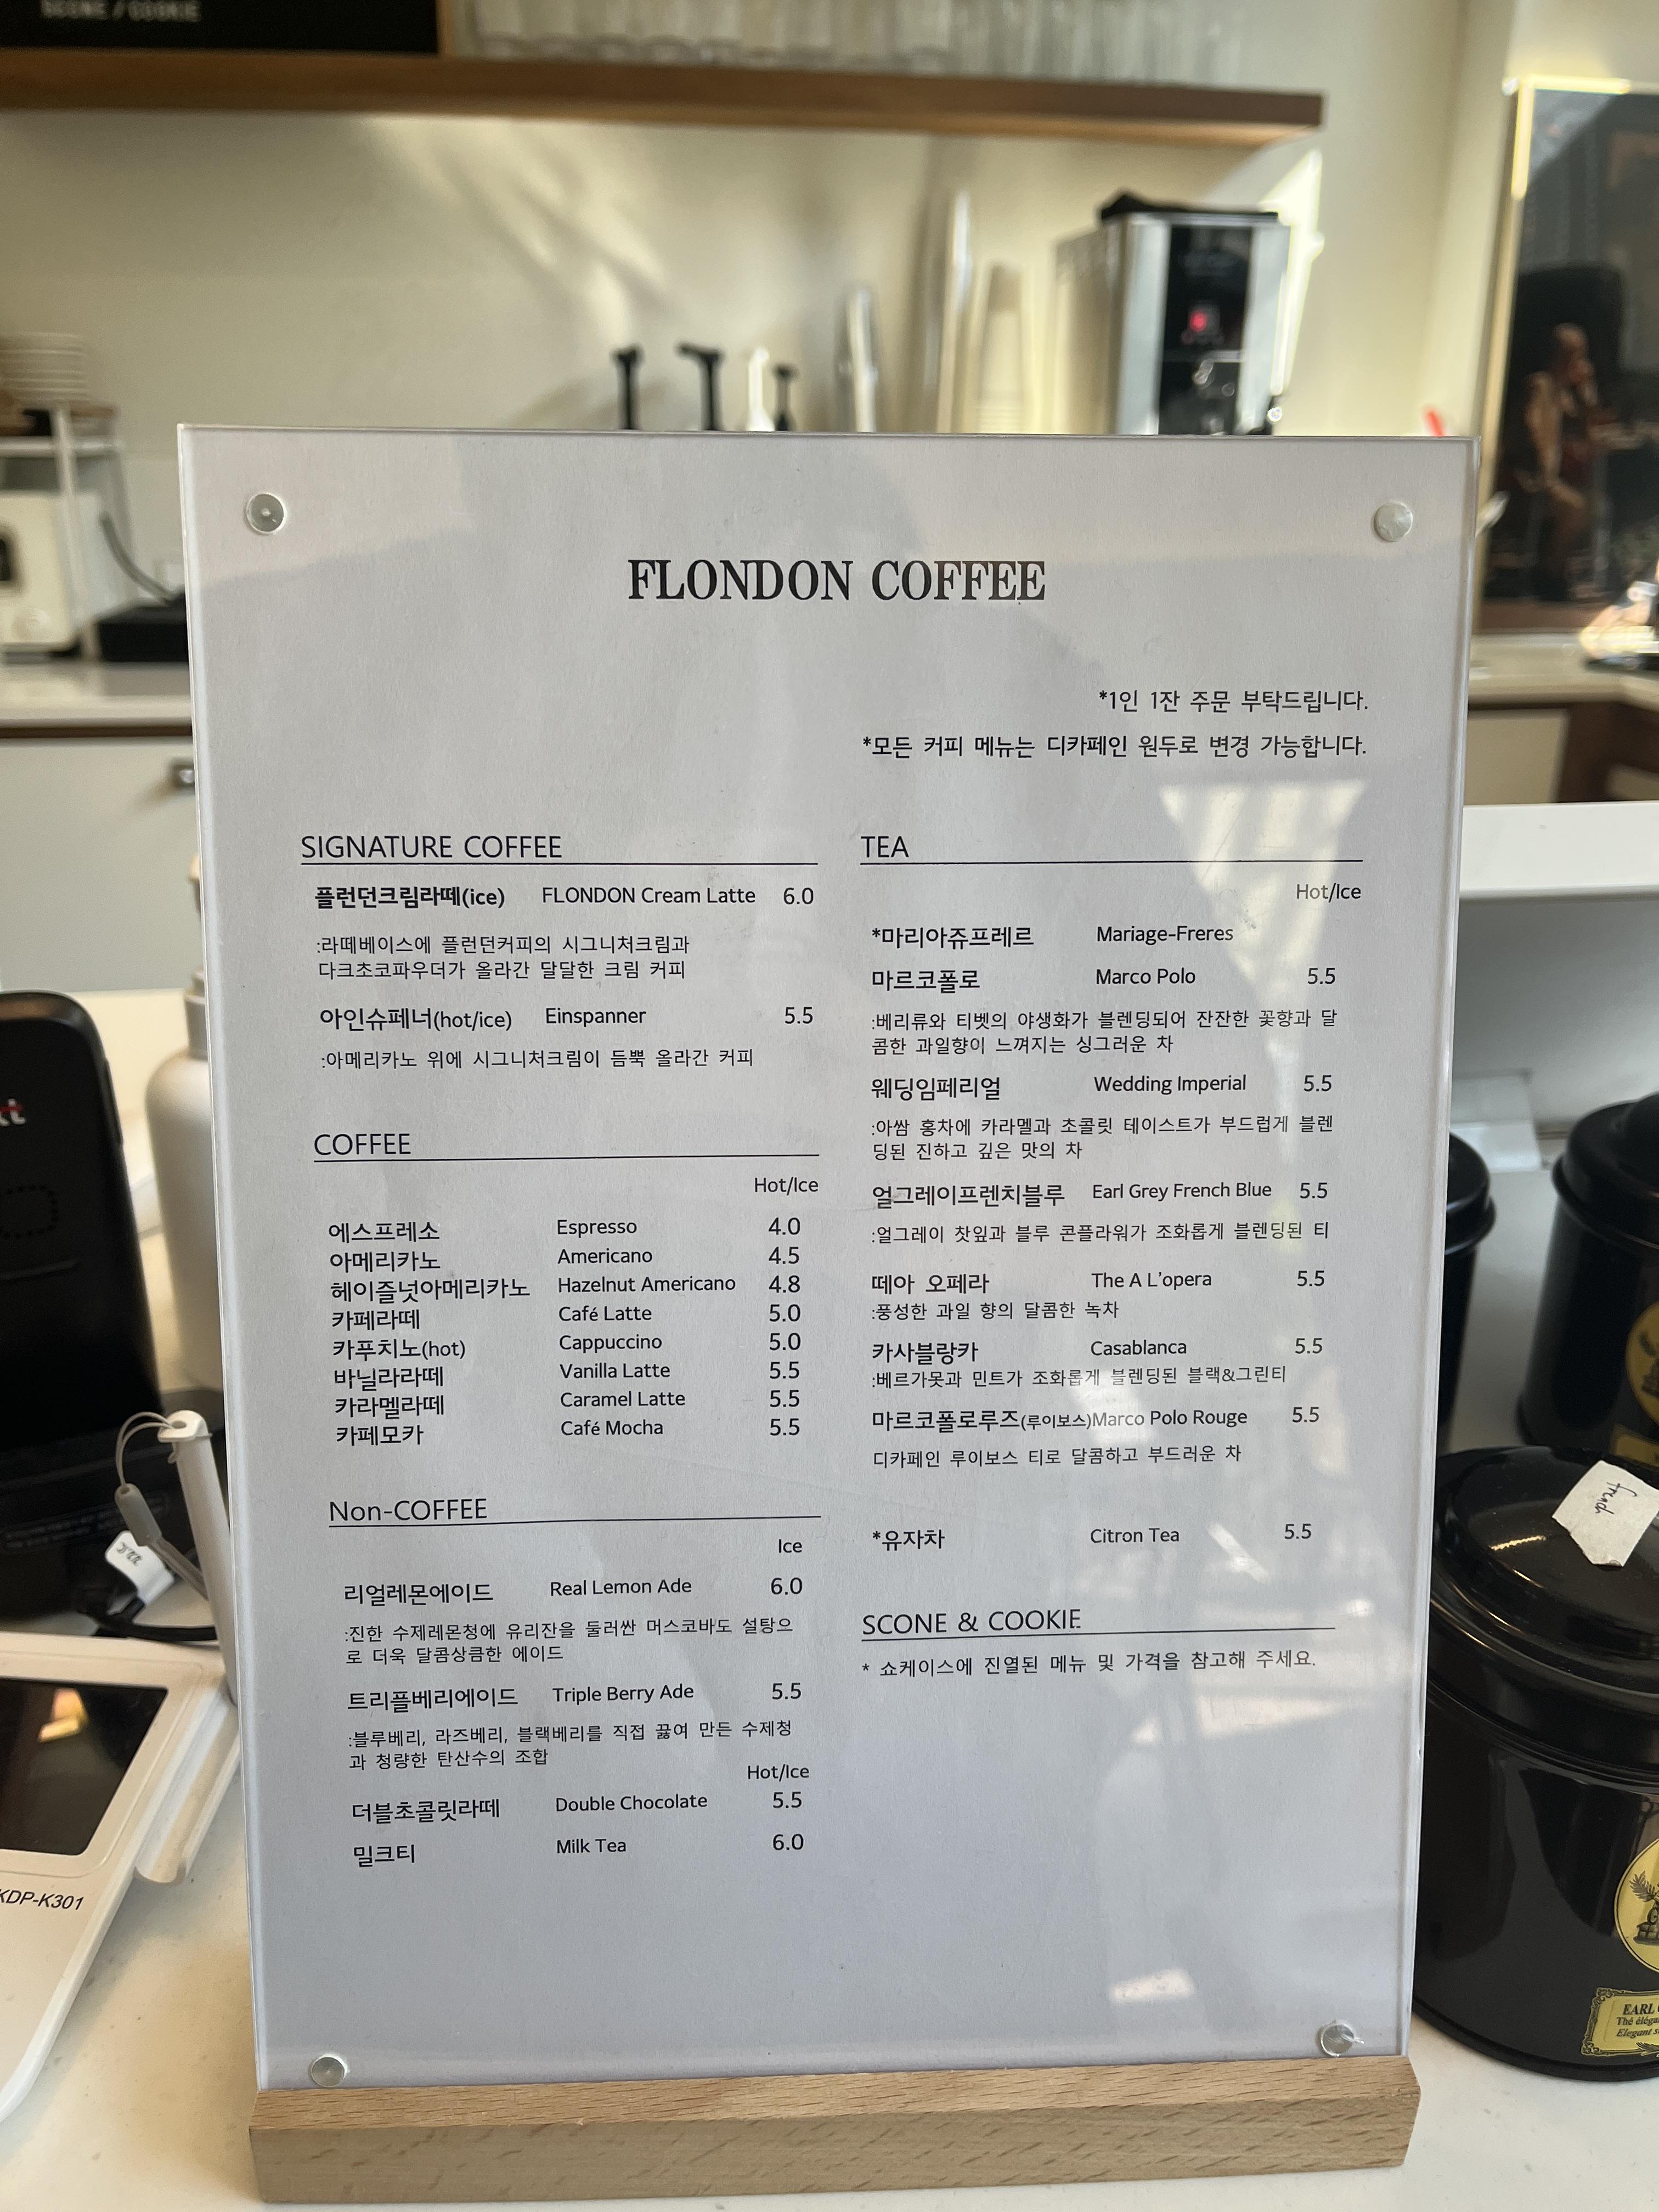 SCONE / COOKIE
FLONDON COFFEE
*1인 1잔 주문 부탁드립니다.
*모든 커피 메뉴는 디카페인 원두로 변경 가능합니다.
SIGNATURE COFFEE
플런던크림라떼(ice) FLONDON Cream Latte 6.0
:라떼베이스에 플런던커피의 시그니처크림과
다크초코파우더가 올라간 달달한 크림 커피
아인슈페너(hot/ice) Einspanner 5.5
:아메리카노 위에 시그니처크림이 듬뿍 올라간 커피
COFFEE
Hot/Ice
에스프레소 Espresso 4.0
아메리카노 Americano 4.5
헤이즐넛아메리카노 Hazelnut Americano 4.8
카페라떼 Café Latte 5.0
카푸치노(hot) Cappuccino 5.0
바닐라라떼 Vanilla Latte 5.5
카라멜라떼 Caramel Latte 5.5
카페모카 Café Mocha 5.5
Non-COFFEE
Ice
리얼레몬에이드 Real Lemon Ade 6.0
:진한 수제레몬청에 유리잔을 둘러싼 머스코바도 설탕으
로 더욱 달콤상큼한 에이드
트리플베리에이드 Triple Berry Ade 5.5
:블루베리, 라즈베리, 블랙베리를 직접 끓여 만든 수제청
과 청량한 탄산수의 조합
Hot/Ice
더블초콜릿라떼 Double Chocolate 5.5
밀크티 Milk Tea 6.0
TEA
Hot/Ice
*마리아쥬프레르 Mariage-Freres
마르코폴로 Marco Polo 5.5
:베리류와 티벳의 야생화가 블렌딩되어 잔잔한 꽃향과 달
콤한 과일향이 느껴지는 싱그러운 차
웨딩임페리얼 Wedding Imperial 5.5
:아쌈 홍차에 카라멜과 초콜릿 테이스트가 부드럽게 블렌
딩된 진하고 깊은 맛의 차
얼그레이프렌치블루 Earl Grey French Blue 5.5
:얼그레이 찻잎과 블루 콘플라워가 조화롭게 블렌딩된 티
떼아 오페라 The A L'opera 5.5
:풍성한 과일 향의 달콤한 녹차
카사블랑카 Casablanca 5.5
:베르가못과 민트가 조화롭게 블렌딩된 블랙&그린티
마르코폴로루즈(루이보스)Marco Polo Rouge 5.5
디카페인 루이보스 티로 달콤하고 부드러운 차
*유자차 Citron Tea 5.5
SCONE & COOKIE
* 쇼케이스에 진열된 메뉴 및 가격을 참고해 주세요.
KDP-K301
french
EARL
Thé éléga
Elegant s